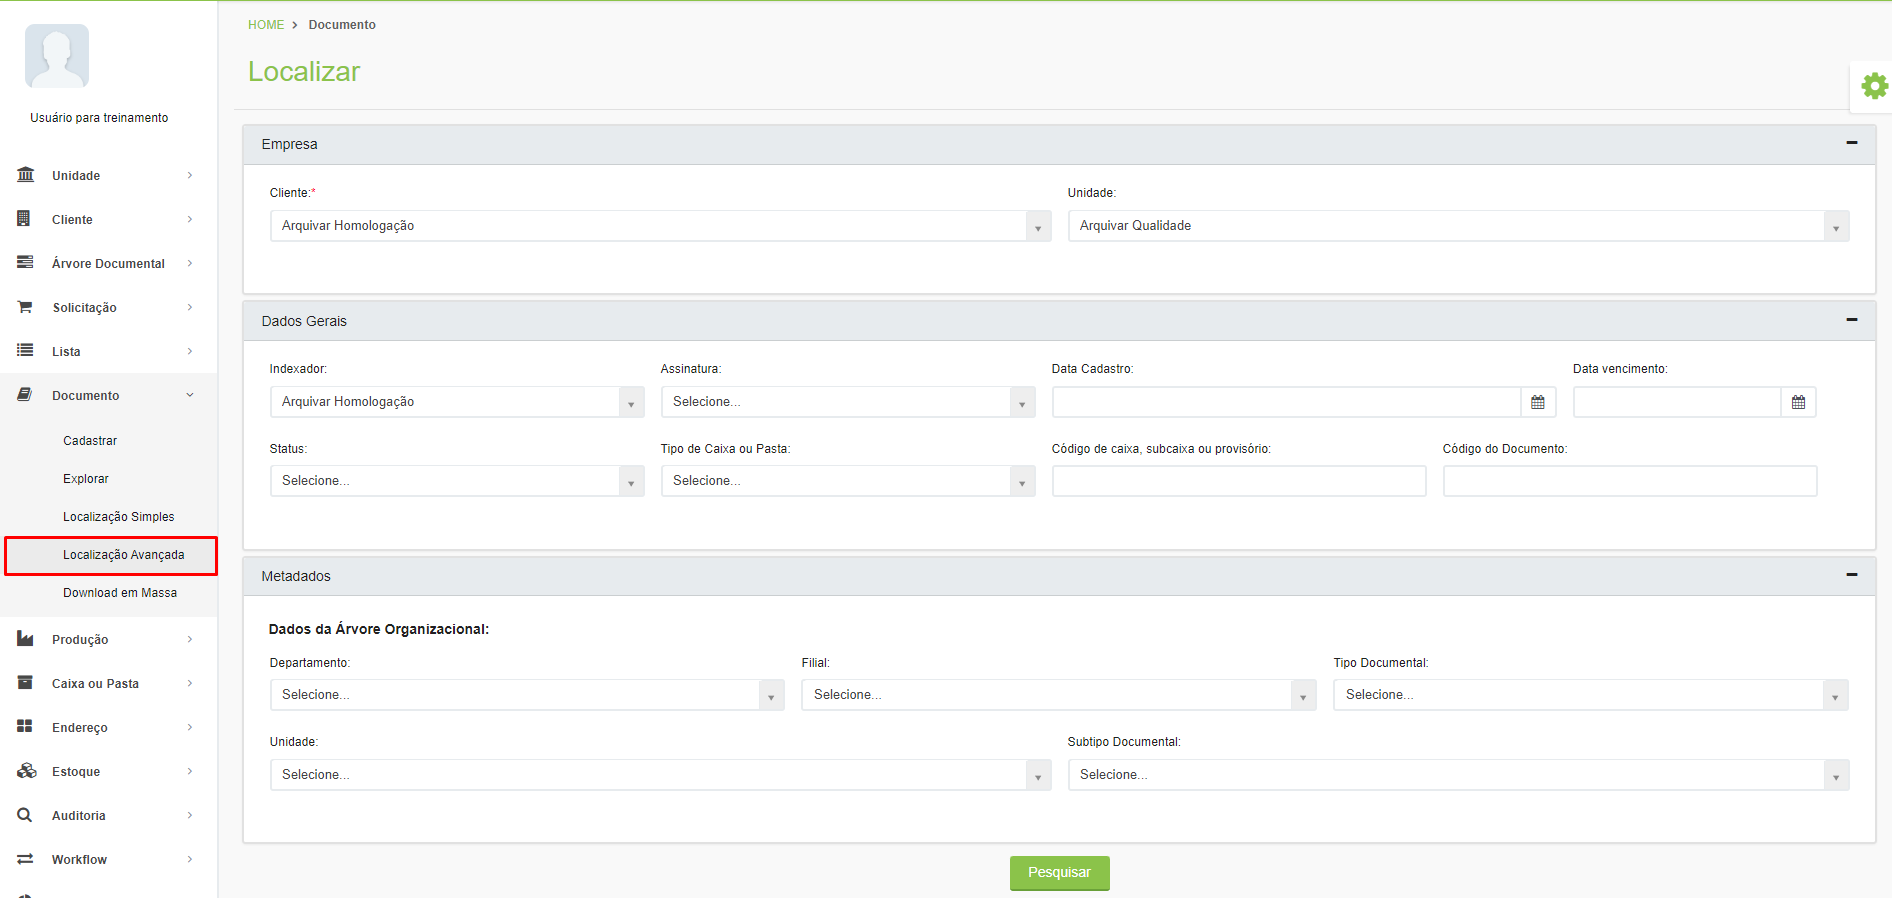 HOME > Documento
Localizar
Usuário para treinamento
Unidade
Cliente
Árvore Documental
Solicitação
Lista
Documento
Cadastrar
Explorar
Localização Simples
Localização Avançada
Download em Massa
Produção
Caixa ou Pasta
Endereço
Estoque
Auditoria
Workflow
Empresa
Cliente:* Unidade:
Arquivar Homologação Arquivar Qualidade
Dados Gerais
Indexador: Assinatura: Data Cadastro: Data vencimento:
Arquivar Homologação Selecione...
Status: Tipo de Caixa ou Pasta: Código de caixa, subcaixa ou provisório: Código do Documento:
Selecione... Selecione...
Metadados
Dados da Árvore Organizacional:
Departamento: Filial: Tipo Documental:
Selecione... Selecione... Selecione...
Unidade: Subtipo Documental:
Selecione... Selecione...
Pesquisar